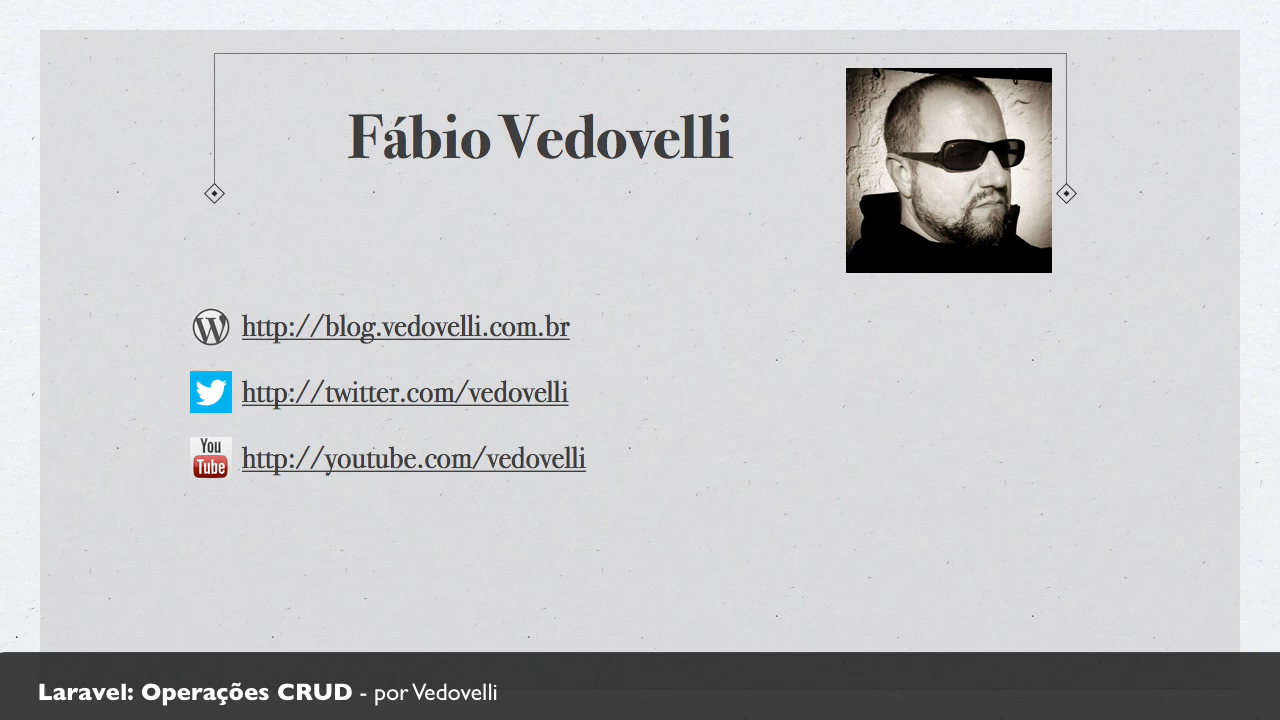 Fábio Vedovelli
http://blog.vedovelli.com.br
http://twitter.com/vedovelli
You
Tube
http://youtube.com/vedovelli
Laravel: Operações CRUD - por Vedovelli